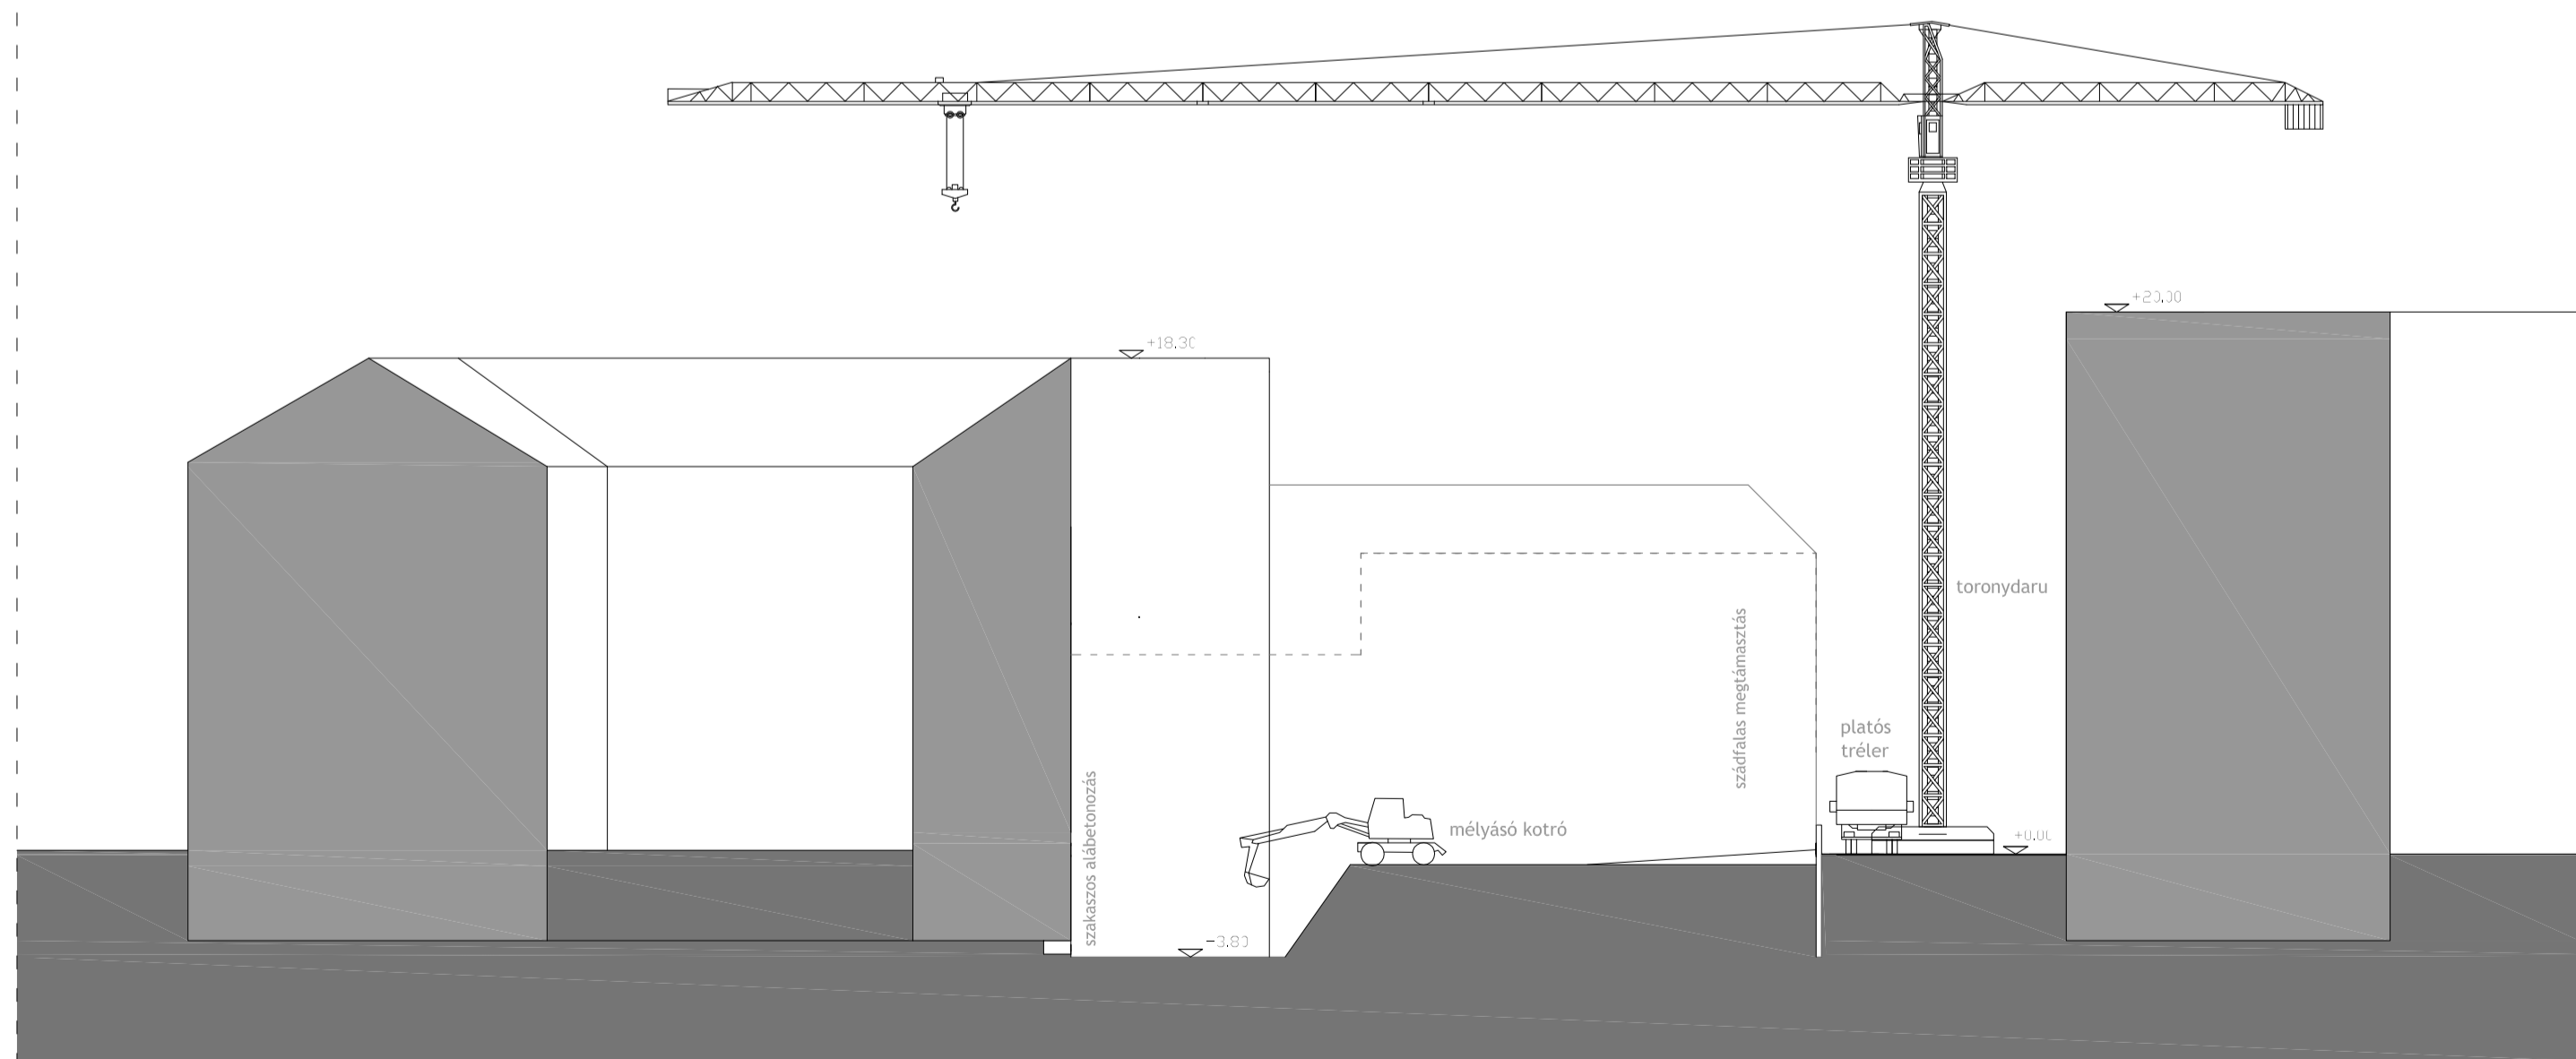 +20.00
+18.30
toronydaru
szádfalas megtámasztás
platós
tréler
szakaszos alábetonozás
mélyásó kotró
+0.00
-3.80